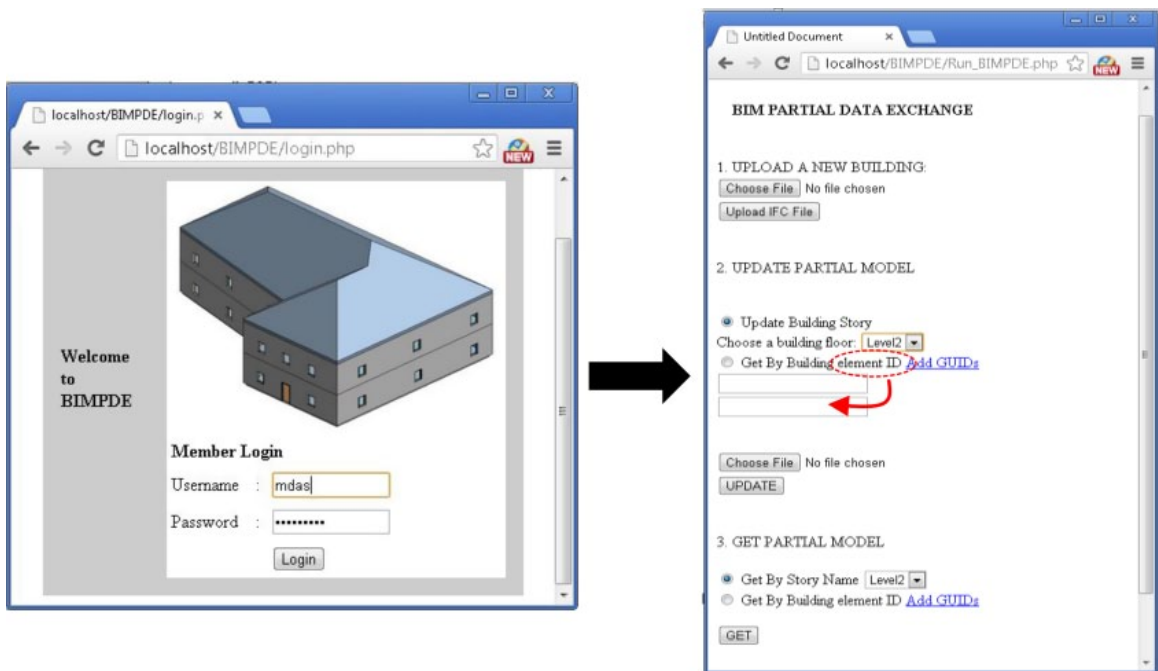 localhost/BIMPDE/login.p
localhost/BIMPDE/login.php
NEW
Welcome
to
BIMPDE
Member Login
Username : mdas
Password : •••••••••
Login
Untitled Document
localhost/BIMPDE/Run_BIMPDE.php
NEW
BIM PARTIAL DATA EXCHANGE
1. UPLOAD A NEW BUILDING:
Choose File No file chosen
Upload IFC File
2. UPDATE PARTIAL MODEL
Update Building Story
Choose a building floor: Level2
Get By Building element ID Add GUIDs
Choose File No file chosen
UPDATE
3. GET PARTIAL MODEL
Get By Story Name Level2
Get By Building element ID Add GUIDs
GET